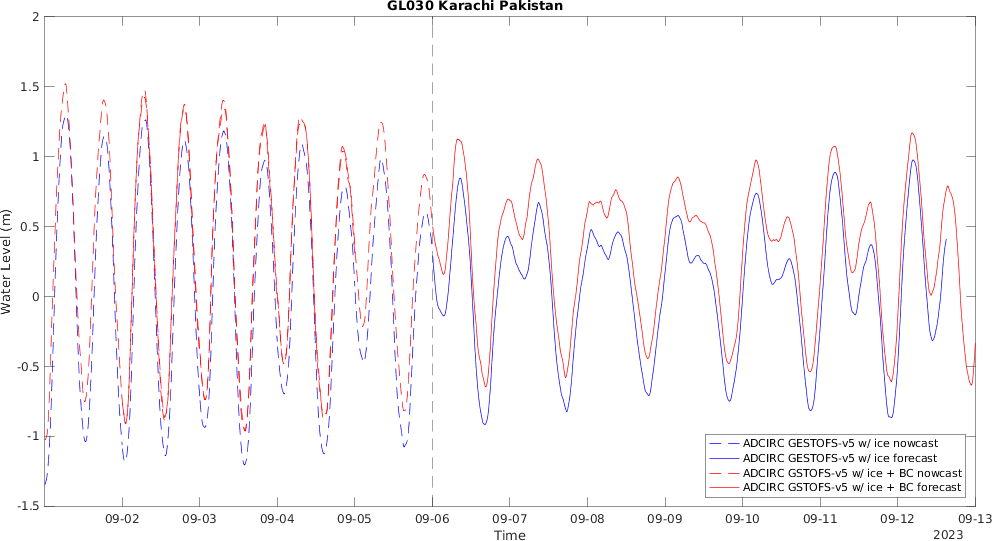 GL030 Karachi Pakistan
2
1.5
1
0.5
0
-0.5
-1
-1.5
Water Level (m)
ADCIRC GESTOFS-v5 w/ ice nowcast
ADCIRC GESTOFS-v5 w/ ice forecast
ADCIRC GSTOFS-v5 w/ ice + BC nowcast
ADCIRC GSTOFS-v5 w/ ice + BC forecast
09-02 09-03 09-04 09-05 09-06 09-07 09-08 09-09 09-10 09-11 09-12 09-13
Time
2023